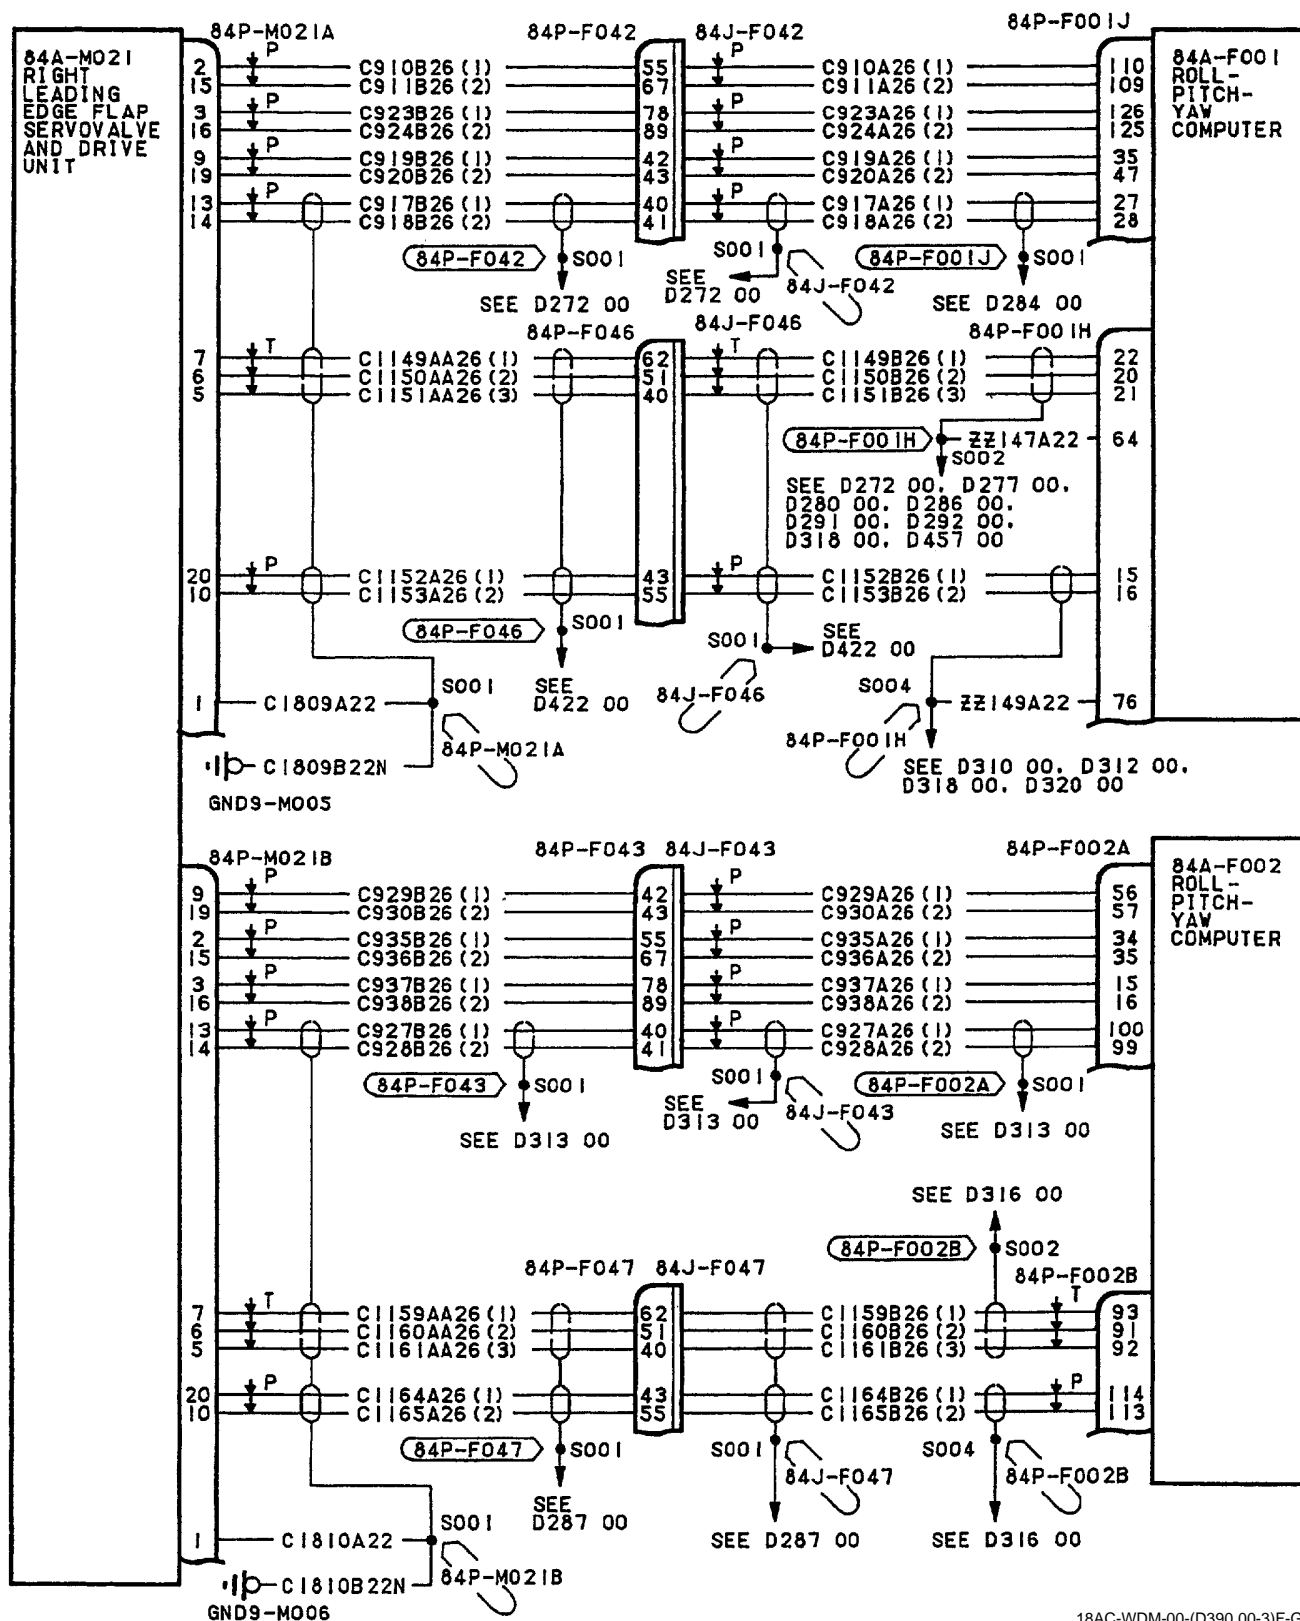 84P-M021A 84P-F042 84J-F042 84P-F001J
84A-M021
RIGHT
LEADING
EDGE FLAP
SERVOVALVE
AND DRIVE
UNIT
84A-F001
ROLL-
PITCH-
YAW
COMPUTER
P P
2 C910B26(1) 55 C910A26(1) 110
15 C911B26(2) 67 C911A26(2) 109
P P
3 C923B26(1) 78 C923A26(1) 126
16 C924B26(2) 89 C924A26(2) 125
P P
9 C919B26(1) 42 C919A26(1) 35
19 C920B26(2) 43 C920A26(2) 47
P P
13 C917B26(1) 40 C917A26(1) 27
14 C918B26(2) 41 C918A26(2) 28
84P-F042 S001 S001 84P-F001J S001
SEE
D272 00
84J-F042
SEE D272 00 SEE D284 00
84P-F046 84J-F046 84P-F001H
T T
7 C1149AA26(1) 62 C1149B26(1) 22
6 C1150AA26(2) 51 C1150B26(2) 20
5 C1151AA26(3) 40 C1151B26(3) 21
84P-F001H ZZ147A22 64
S002
SEE D272 00, D277 00,
D280 00, D286 00,
D291 00, D292 00,
D318 00, D457 00
P P
20 C1152A26(1) 43 C1152B26(1) 15
10 C1153A26(2) 55 C1153B26(2) 16
84P-F046 S001 S001 SEE
D422 00
SEE
D422 00
84J-F046
S001 S004
1 C1809A22 ZZ149A22 76
84P-M021A 84P-F001H
C1809B22N
GND9-M005
SEE D310 00, D312 00,
D318 00, D320 00
84P-M021B 84P-F043 84J-F043 84P-F002A
84A-F002
ROLL-
PITCH-
YAW
COMPUTER
P P
9 C929B26(1) 42 C929A26(1) 56
19 C930B26(2) 43 C930A26(2) 57
P P
2 C935B26(1) 55 C935A26(1) 34
15 C936B26(2) 67 C936A26(2) 35
P P
3 C937B26(1) 78 C937A26(1) 15
16 C938B26(2) 89 C938A26(2) 16
P P
13 C927B26(1) 40 C927A26(1) 100
14 C928B26(2) 41 C928A26(2) 99
84P-F043 S001 S001 84P-F002A S001
SEE
D313 00
84J-F043
SEE D313 00 SEE D313 00
SEE D316 00
84P-F002B S002
84P-F047 84J-F047 84P-F002B
T T
7 C1159AA26(1) 62 C1159B26(1) 93
6 C1160AA26(2) 51 C1160B26(2) 91
5 C1161AA26(3) 40 C1161B26(3) 92
P P
20 C1164A26(1) 43 C1164B26(1) 114
10 C1165A26(2) 55 C1165B26(2) 113
84P-F047 S001 S001 S004
84J-F047 84P-F002B
SEE
D287 00
SEE D287 00 SEE D316 00
S001
1 C1810A22
84P-M021B
C1810B22N
GND9-M006